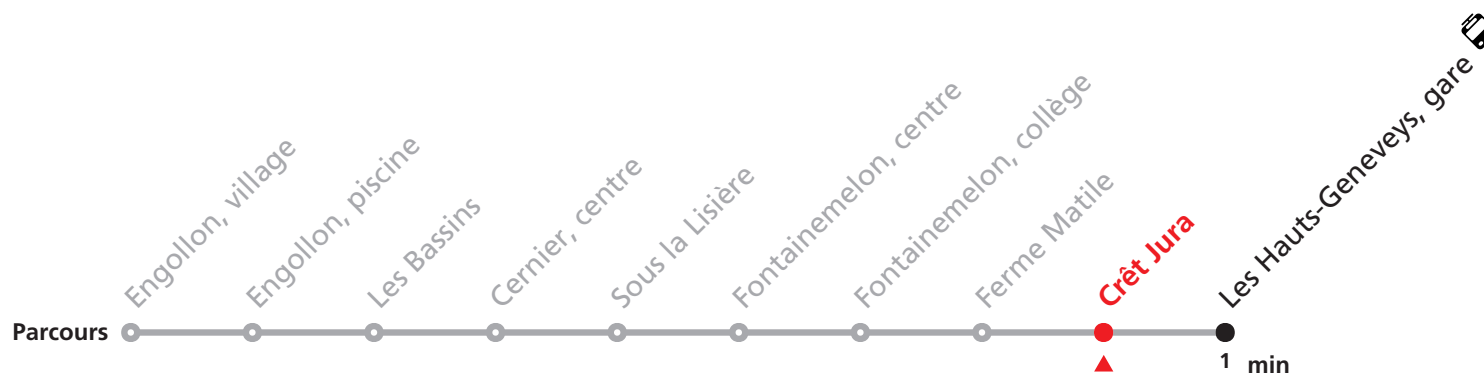 Engollon, village
Engollon, piscine
Les Bassins
Cernier, centre
Sous la Lisière
Fontainemelon, centre
Fontainemelon, collège
Ferme Matile
Crêt Jura
Les Hauts-Geneveys, gare
Parcours
1 min